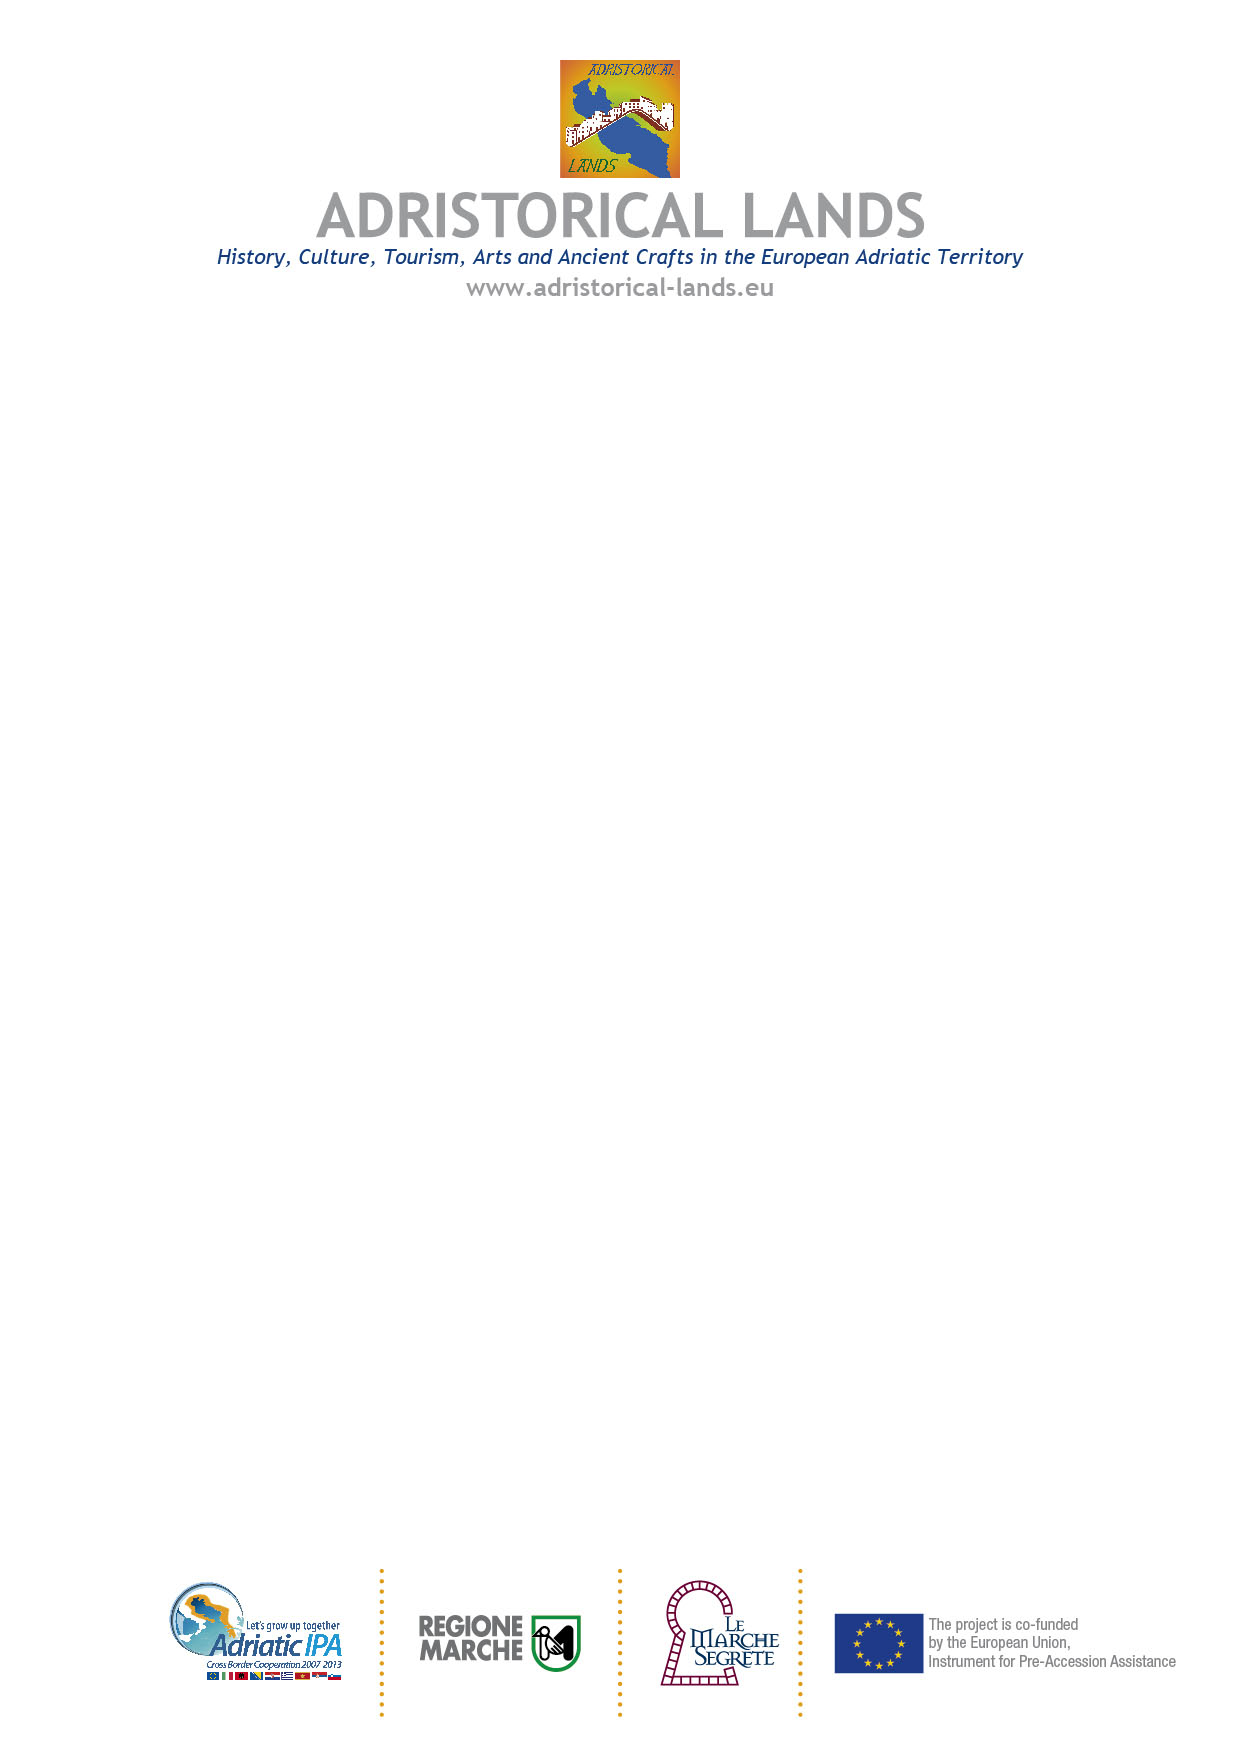 ADRISTORICAL
LANDS
ADRISTORICAL LANDS
History, Culture, Tourism, Arts and Ancient Crafts in the European Adriatic Territory
www.adristorical-lands.eu
Let's grow up together
Adriatic IPA
Cross Border Cooperation 2007 2013
REGIONE
MARCHE
LE
MARCHE
SEGRETE
The project is co-funded
by the European Union,
Instrument for Pre-Accession Assistance